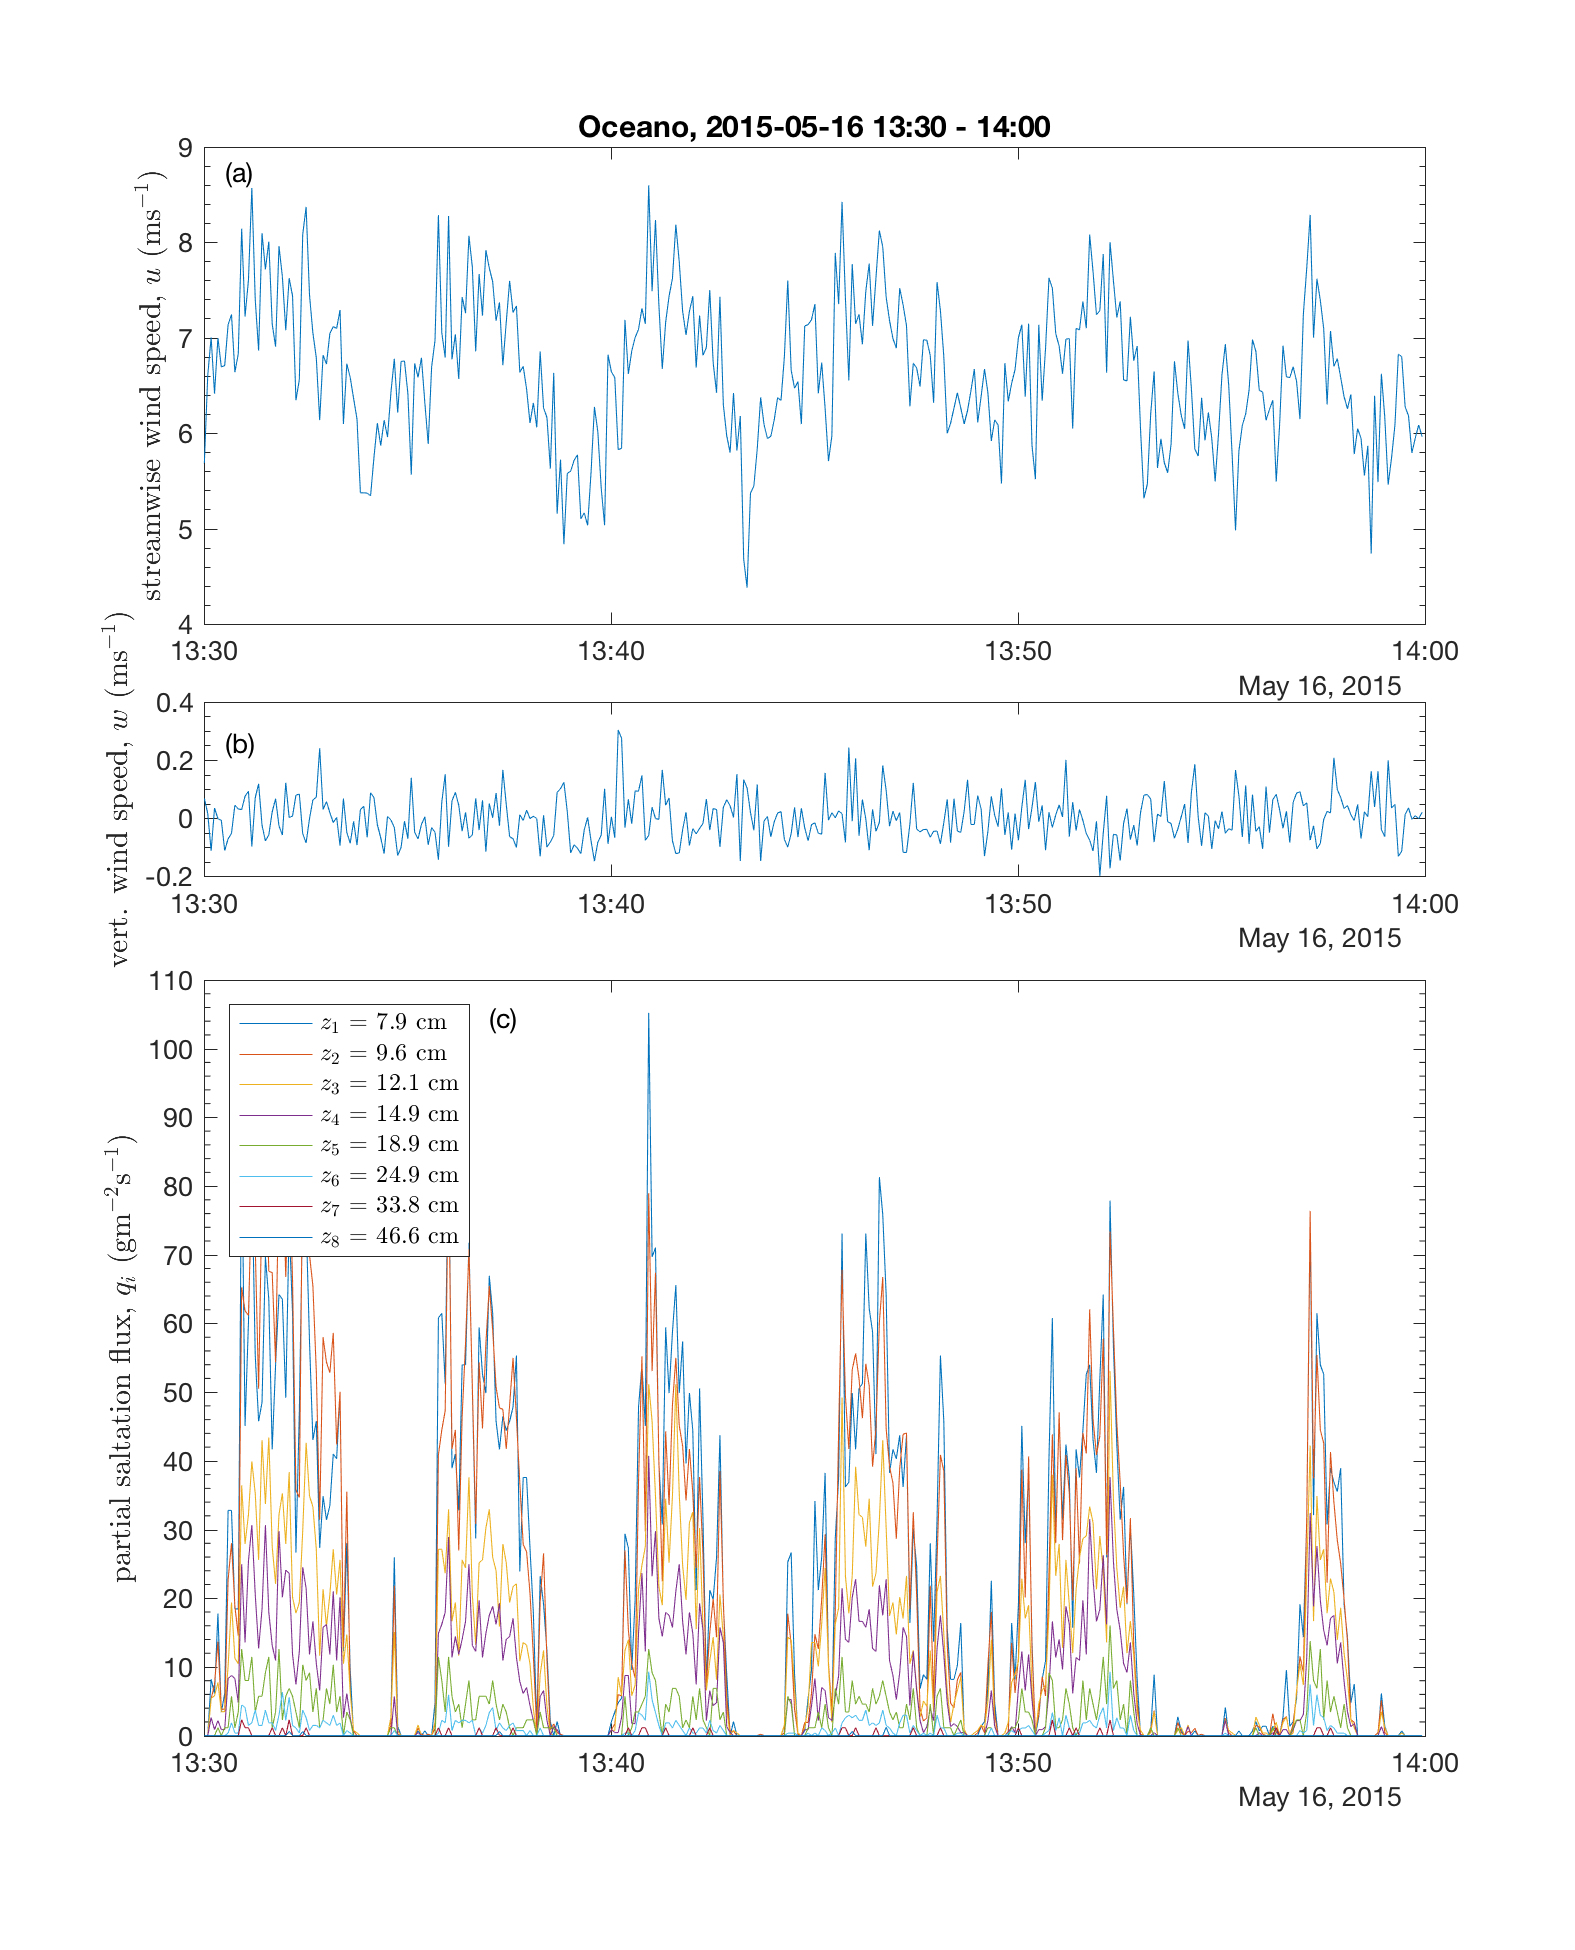 Oceano, 2015-05-16 13:30 - 14:00
(a)
streamwise wind speed, u (ms⁻¹)
9
8
7
6
5
4
13:30 13:40 13:50 14:00
May 16, 2015
(b)
vert. wind speed, w (ms⁻¹)
0.4
0.2
0
-0.2
13:30 13:40 13:50 14:00
May 16, 2015
(c)
partial saltation flux, qᵢ (gm⁻²s⁻¹)
110
100
90
80
70
60
50
40
30
20
10
0
z₁ = 7.9 cm
z₂ = 9.6 cm
z₃ = 12.1 cm
z₄ = 14.9 cm
z₅ = 18.9 cm
z₆ = 24.9 cm
z₇ = 33.8 cm
z₈ = 46.6 cm
13:30 13:40 13:50 14:00
May 16, 2015